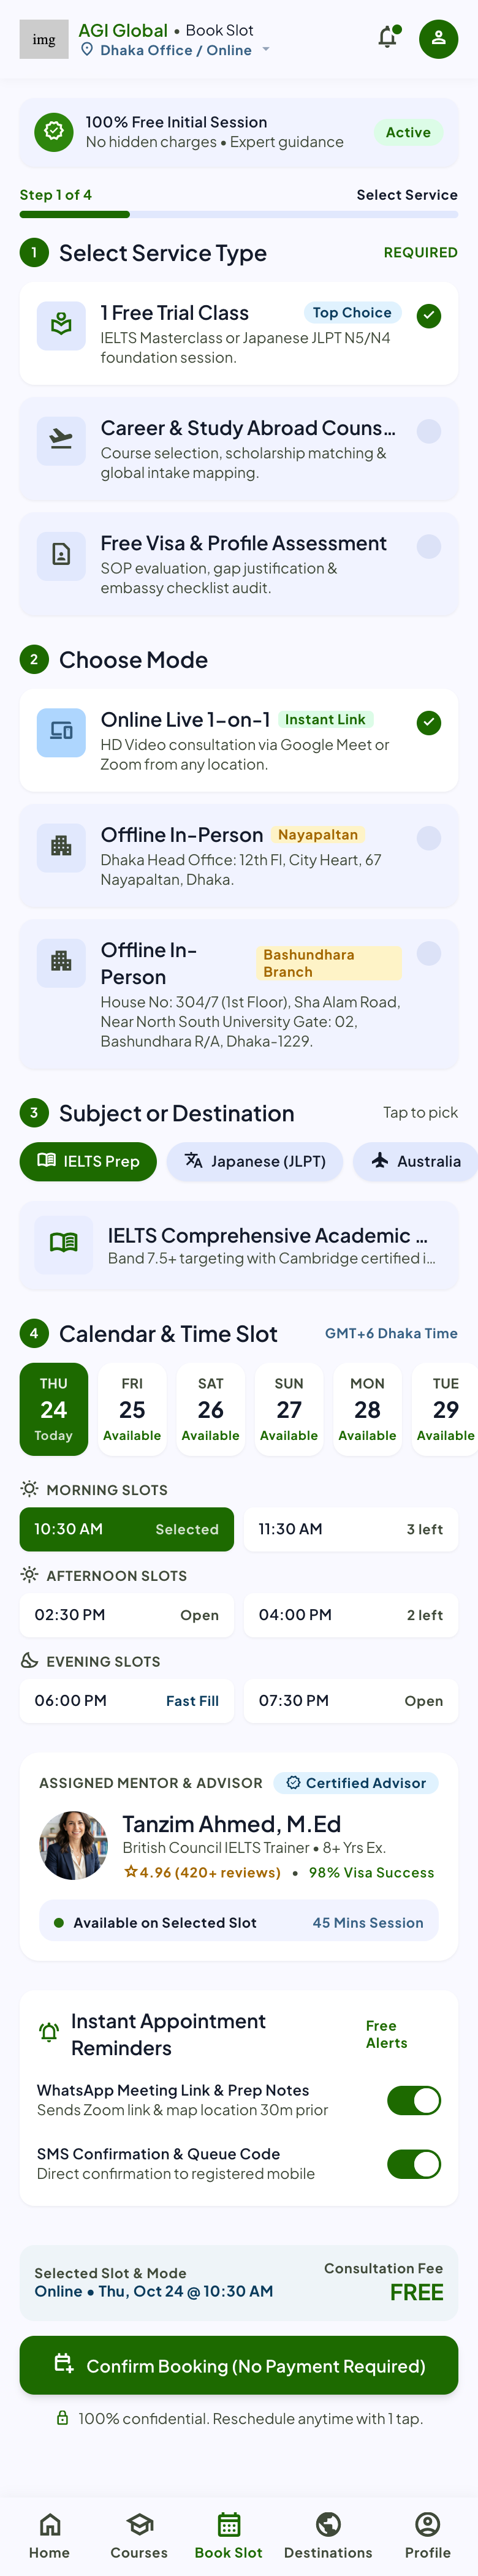 img
AGI Global • Book Slot
Dhaka Office / Online
100% Free Initial Session
No hidden charges • Expert guidance
Active
Step 1 of 4
Select Service
1
Select Service Type
REQUIRED
1 Free Trial Class
Top Choice
IELTS Masterclass or Japanese JLPT N5/N4
foundation session.
Career & Study Abroad Couns...
Course selection, scholarship matching &
global intake mapping.
Free Visa & Profile Assessment
SOP evaluation, gap justification &
embassy checklist audit.
2
Choose Mode
Online Live 1-on-1
Instant Link
HD Video consultation via Google Meet or
Zoom from any location.
Offline In-Person
Nayapaltan
Dhaka Head Office: 12th Fl, City Heart, 67
Nayapaltan, Dhaka.
Offline In-
Person
Bashundhara
Branch
House No: 304/7 (1st Floor), Sha Alam Road,
Near North South University Gate: 02,
Bashundhara R/A, Dhaka-1229.
3
Subject or Destination
Tap to pick
IELTS Prep
Japanese (JLPT)
Australia
IELTS Comprehensive Academic ...
Band 7.5+ targeting with Cambridge certified i...
4
Calendar & Time Slot
GMT+6 Dhaka Time
THU
24
Today
FRI
25
Available
SAT
26
Available
SUN
27
Available
MON
28
Available
TUE
29
Available
MORNING SLOTS
10:30 AM
Selected
11:30 AM
3 left
AFTERNOON SLOTS
02:30 PM
Open
04:00 PM
2 left
EVENING SLOTS
06:00 PM
Fast Fill
07:30 PM
Open
ASSIGNED MENTOR & ADVISOR
Certified Advisor
Tanzim Ahmed, M.Ed
British Council IELTS Trainer • 8+ Yrs Ex.
4.96 (420+ reviews) • 98% Visa Success
Available on Selected Slot
45 Mins Session
Instant Appointment
Reminders
Free
Alerts
WhatsApp Meeting Link & Prep Notes
Sends Zoom link & map location 30m prior
SMS Confirmation & Queue Code
Direct confirmation to registered mobile
Selected Slot & Mode
Online • Thu, Oct 24 @ 10:30 AM
Consultation Fee
FREE
Confirm Booking (No Payment Required)
100% confidential. Reschedule anytime with 1 tap.
Home
Courses
Book Slot
Destinations
Profile